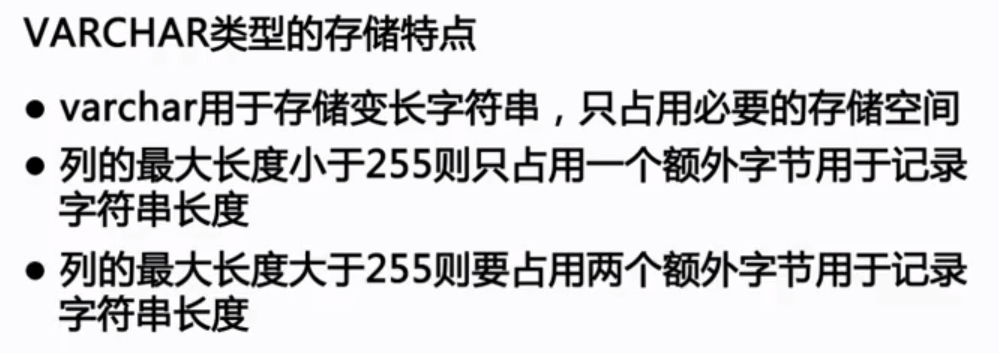 VARCHAR类型的存储特点
● varchar用于存储变长字符串，只占用必要的存储空间
● 列的最大长度小于255则只占用一个额外字节用于记录
字符串长度
● 列的最大长度大于255则要占用两个额外字节用于记录
字符串长度